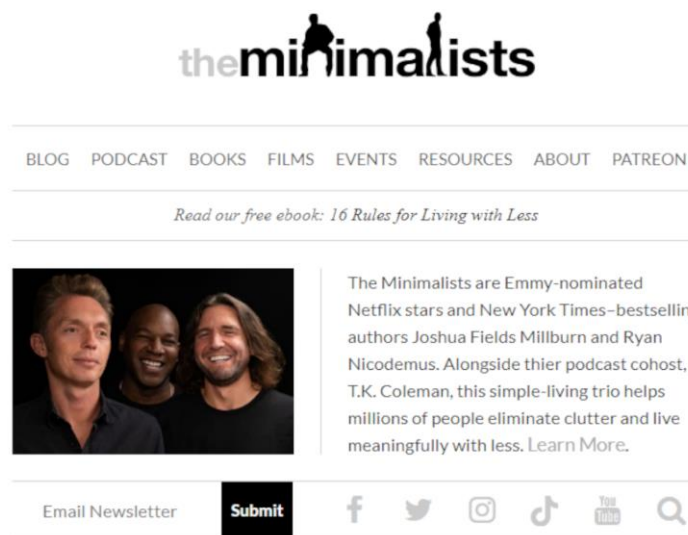 theminimalists
BLOG PODCAST BOOKS FILMS EVENTS RESOURCES ABOUT PATREON
Read our free ebook: 16 Rules for Living with Less
The Minimalists are Emmy-nominated
Netflix stars and New York Times–bestsellin
authors Joshua Fields Millburn and Ryan
Nicodemus. Alongside thier podcast cohost,
T.K. Coleman, this simple-living trio helps
millions of people eliminate clutter and live
meaningfully with less. Learn More.
Email Newsletter Submit
You
Tube